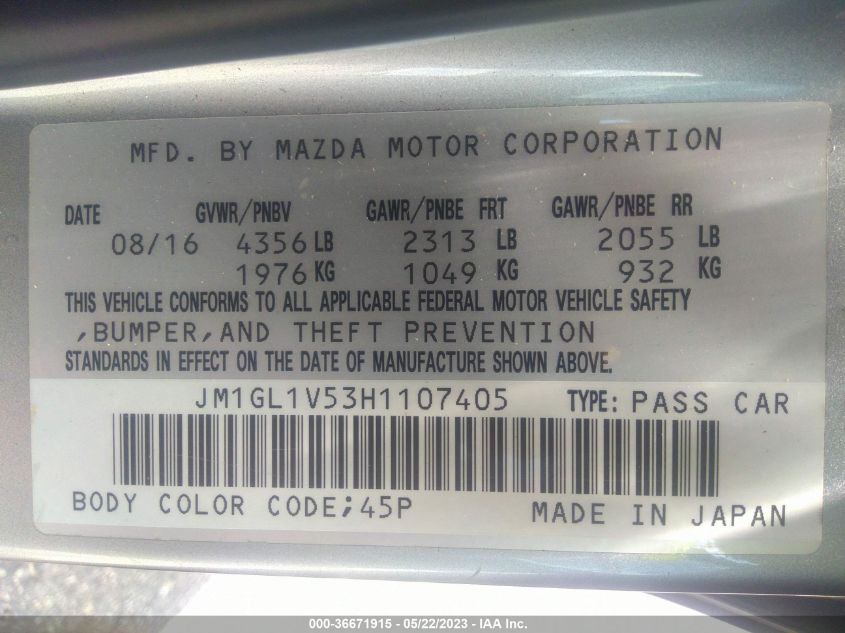 MFD. BY MAZDA MOTOR CORPORATION
DATE GVWR/PNBV GAWR/PNBE FRT GAWR/PNBE RR
08/16 4356 LB 2313 LB 2055 LB
1976 KG 1049 KG 932 KG
THIS VEHICLE CONFORMS TO ALL APPLICABLE FEDERAL MOTOR VEHICLE SAFETY
,BUMPER,AND THEFT PREVENTION
STANDARDS IN EFFECT ON THE DATE OF MANUFACTURE SHOWN ABOVE.
JM1GL1V53H1107405 TYPE: PASS CAR
BODY COLOR CODE;45P MADE IN JAPAN
000-36671915 - 05/22/2023 - IAA Inc.